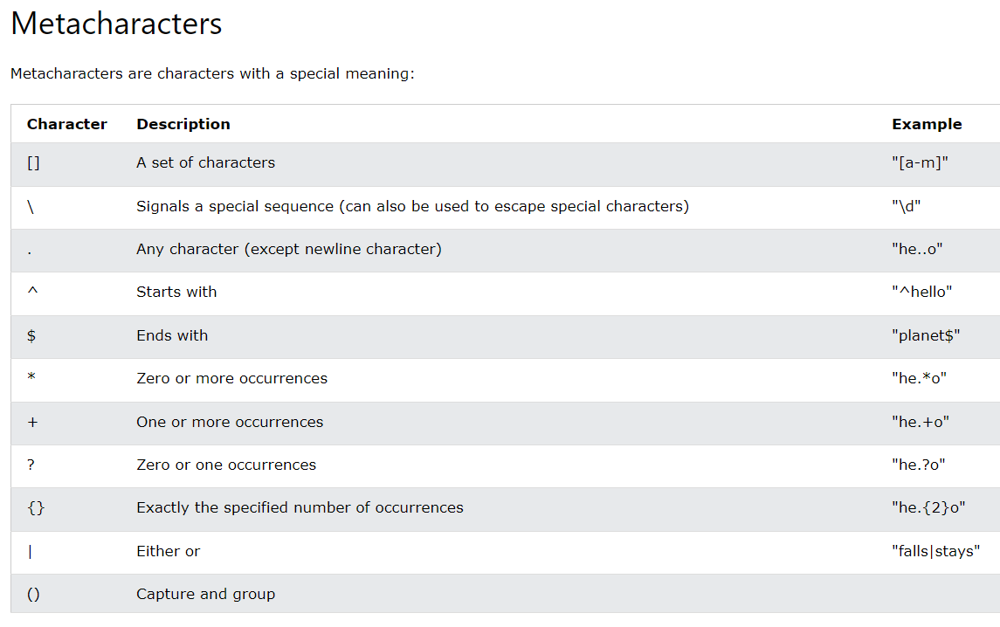 Metacharacters
Metacharacters are characters with a special meaning:
Character Description Example
[] A set of characters "[a-m]"
\ Signals a special sequence (can also be used to escape special characters) "\d"
. Any character (except newline character) "he..o"
^ Starts with "^hello"
$ Ends with "planet$"
* Zero or more occurrences "he.*o"
+ One or more occurrences "he.+o"
? Zero or one occurrences "he.?o"
{} Exactly the specified number of occurrences "he.{2}o"
| Either or "falls|stays"
() Capture and group